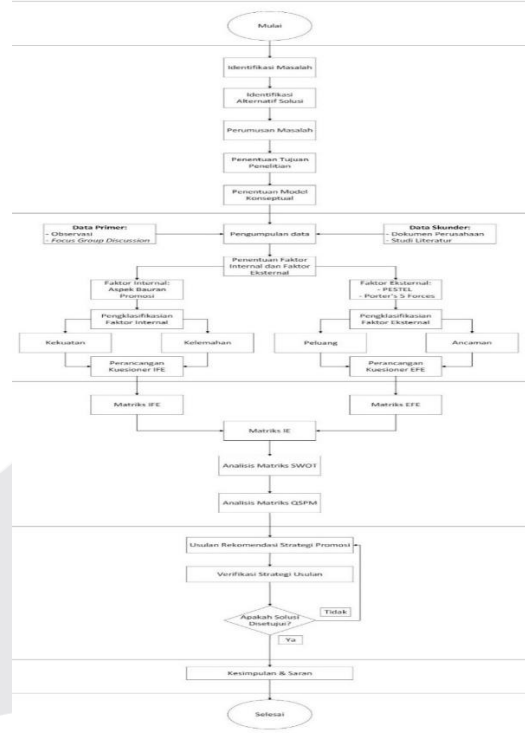 Mulai
Identifikasi Masalah
Identifikasi
Alternatif Solusi
Perumusan Masalah
Penentuan Tujuan
Penelitian
Penentuan Model
Konseptual
Data Primer:
- Observasi
- Focus Group Discussion
Pengumpulan data
Data Skunder:
- Dokumen Perusahaan
- Studi Literatur
Penentuan Faktor
Internal dan Faktor
Eksternal
Faktor Internal:
Aspek Bauran
Promosi
Faktor Eksternal:
- PESTEL
- Porter's 5 Forces
Pengklasifikasian
Faktor Internal
Pengklasifikasian
Faktor Eksternal
Kekuatan
Kelemahan
Peluang
Ancaman
Perancangan
Kuesioner IFE
Perancangan
Kuesioner EFE
Matriks IFE
Matriks EFE
Matriks IE
Analisis Matriks SWOT
Analisis Matriks QSPM
Usulan Rekomendasi Strategi Promosi
Verifikasi Strategi Usulan
Apakah Solusi
Disetujui?
Tidak
Ya
Kesimpulan & Saran
Selesai